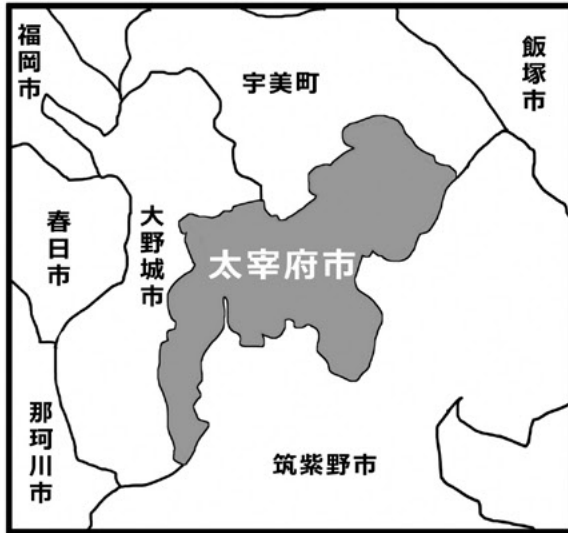 福岡市
宇美町
飯塚市
春日市
大野城市
太宰府市
那珂川市
筑紫野市